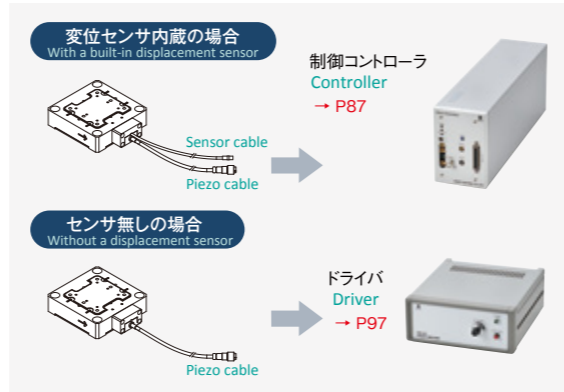 変位センサ内蔵の場合
With a built-in displacement sensor
制御コントローラ
Controller
→ P87
Sensor cable
Piezo cable
センサ無しの場合
Without a displacement sensor
ドライバ
Driver
→ P97
Piezo cable